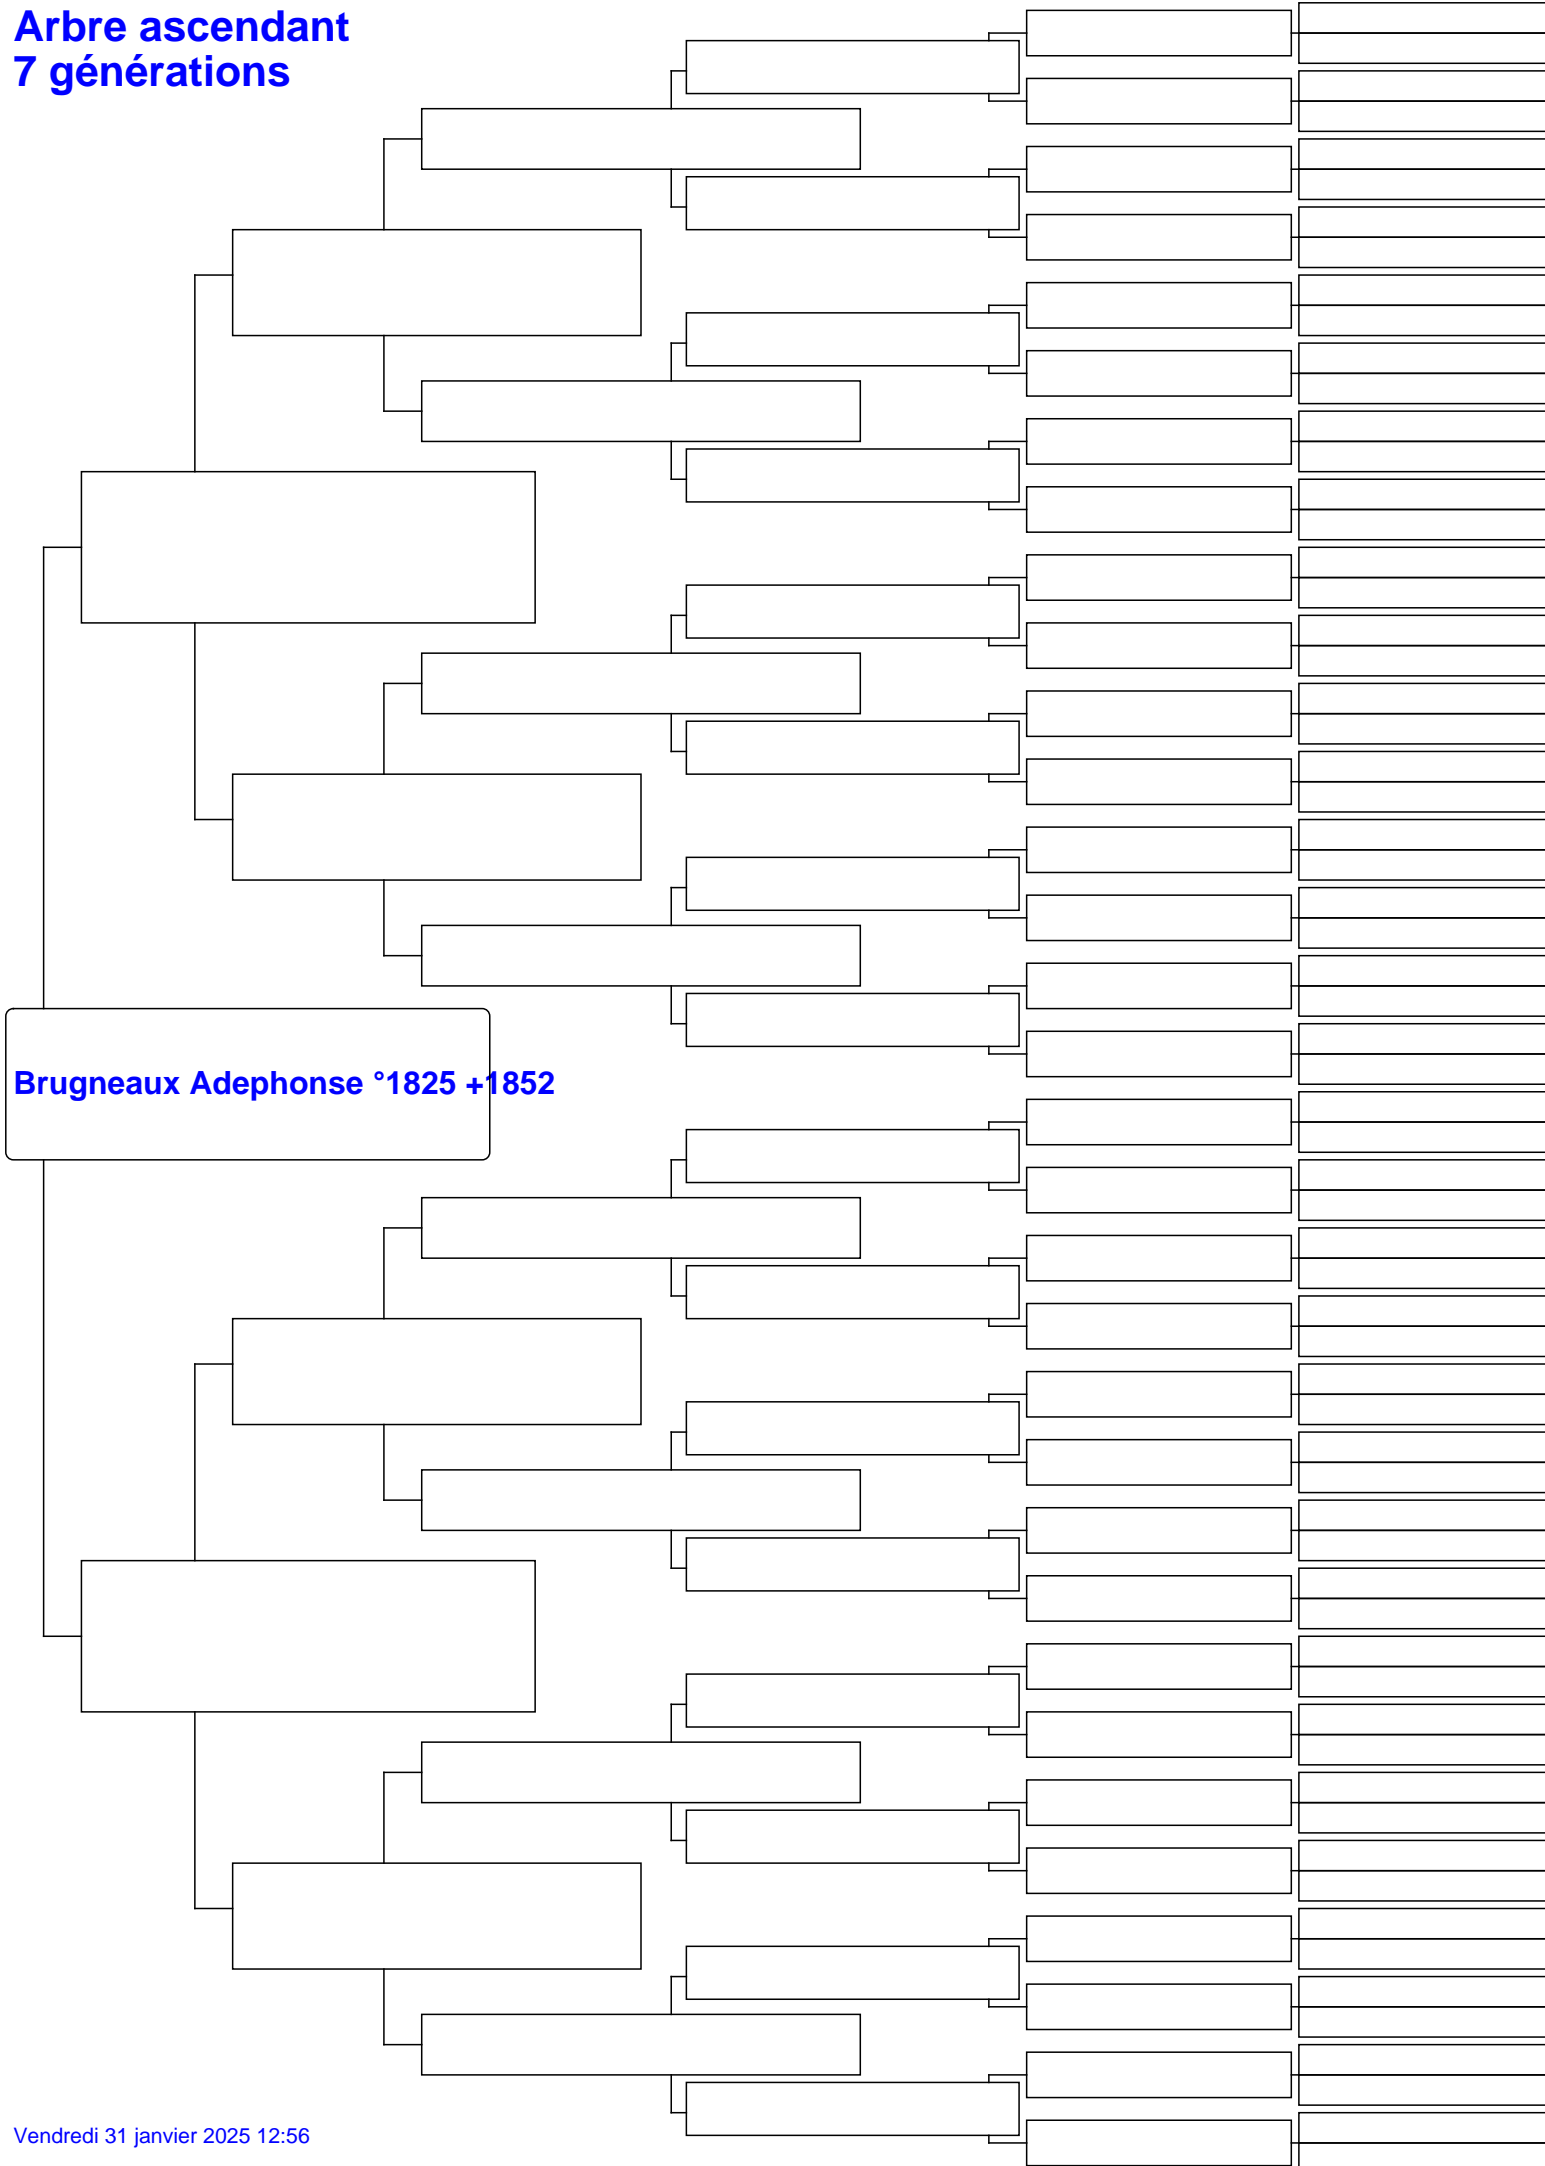 Arbre ascendant
7 générations
Brugneaux Adephonse °1825 +1852
Vendredi 31 janvier 2025 12:56